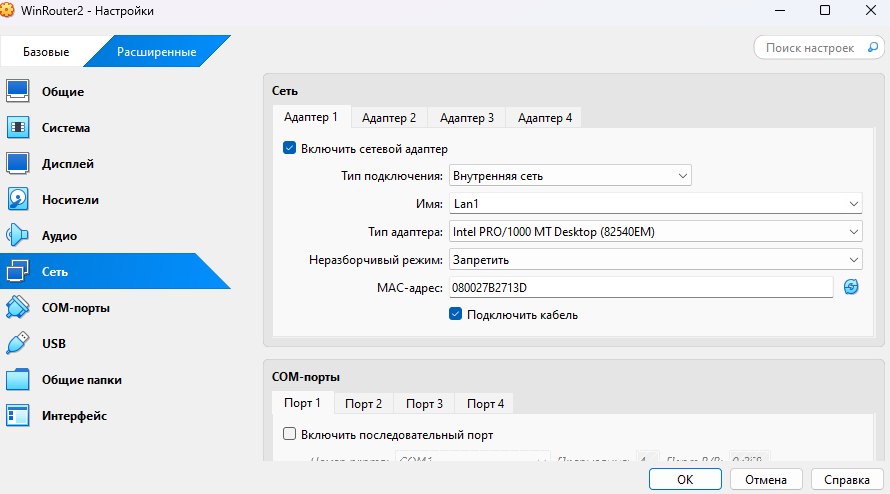 WinRouter2 - Настройки
Базовые Расширенные Поиск настроек
Общие
Система
Дисплей
Носители
Аудио
Сеть
COM-порты
USB
Общие папки
Интерфейс
Сеть
Адаптер 1 Адаптер 2 Адаптер 3 Адаптер 4
Включить сетевой адаптер
Тип подключения: Внутренняя сеть
Имя: Lan1
Тип адаптера: Intel PRO/1000 MT Desktop (82540EM)
Неразборчивый режим: Запретить
MAC-адрес: 080027B2713D
Подключить кабель
COM-порты
Порт 1 Порт 2 Порт 3 Порт 4
Включить последовательный порт
COM1
OK Отмена Справка